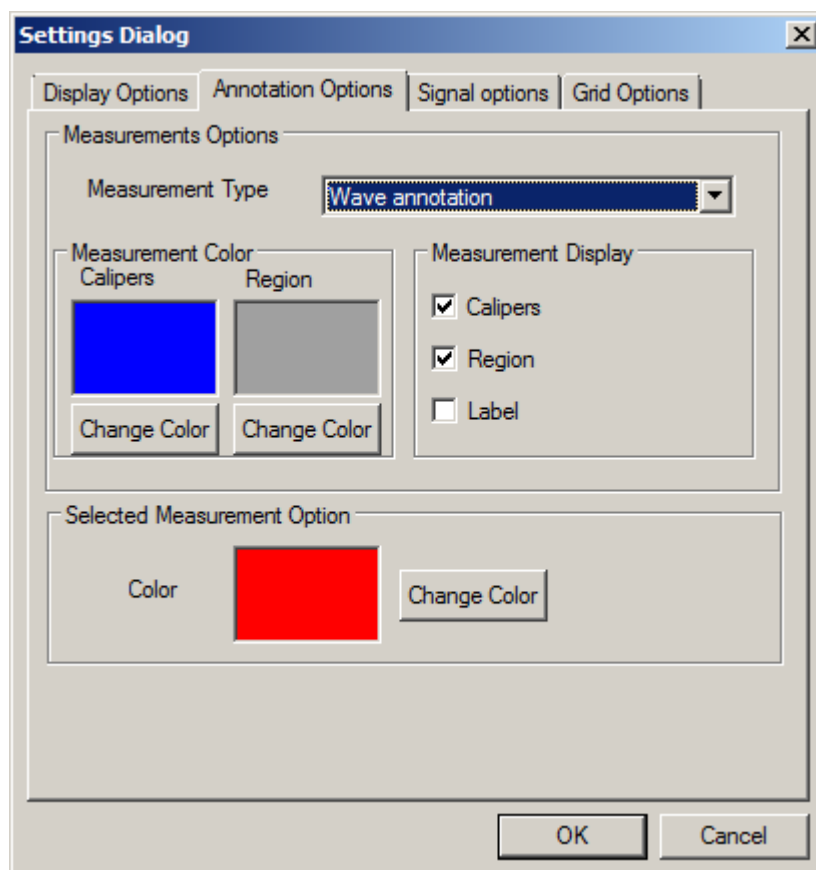 Settings Dialog
Display Options Annotation Options Signal options Grid Options
Measurements Options
Measurement Type Wave annotation
Measurement Color
Calipers Region
Change Color Change Color
Measurement Display
Calipers
Region
Label
Selected Measurement Option
Color Change Color
OK Cancel